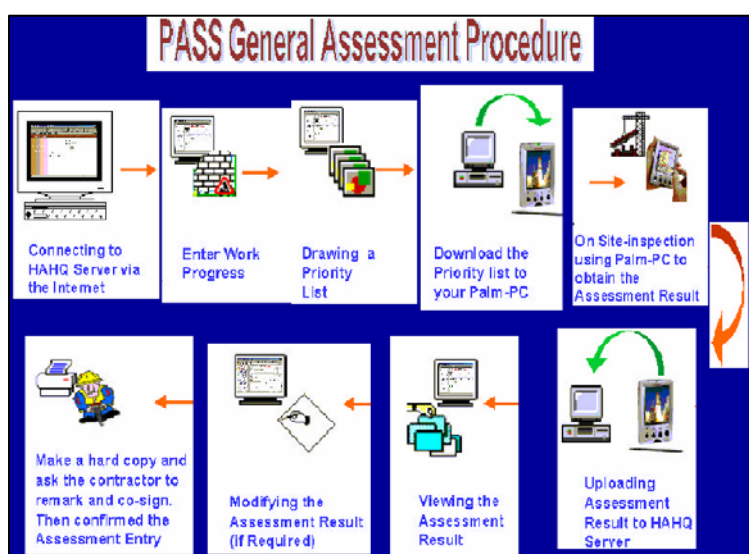 PASS General Assessment Procedure
Connecting to
HAHQ Server via
the Internet
Enter Work
Progress
Drawing a
Priority
List
Download the
Priority list to
your Palm-PC
On Site-inspection
using Palm-PC to
obtain the
Assessment Result
Make a hard copy and
ask the contractor to
remark and co-sign.
Then confirmed the
Assessment Entry
Modifying the
Assessment Result
(If Required)
Viewing the
Assessment
Result
Uploading
Assessment
Result to HAHQ
Server